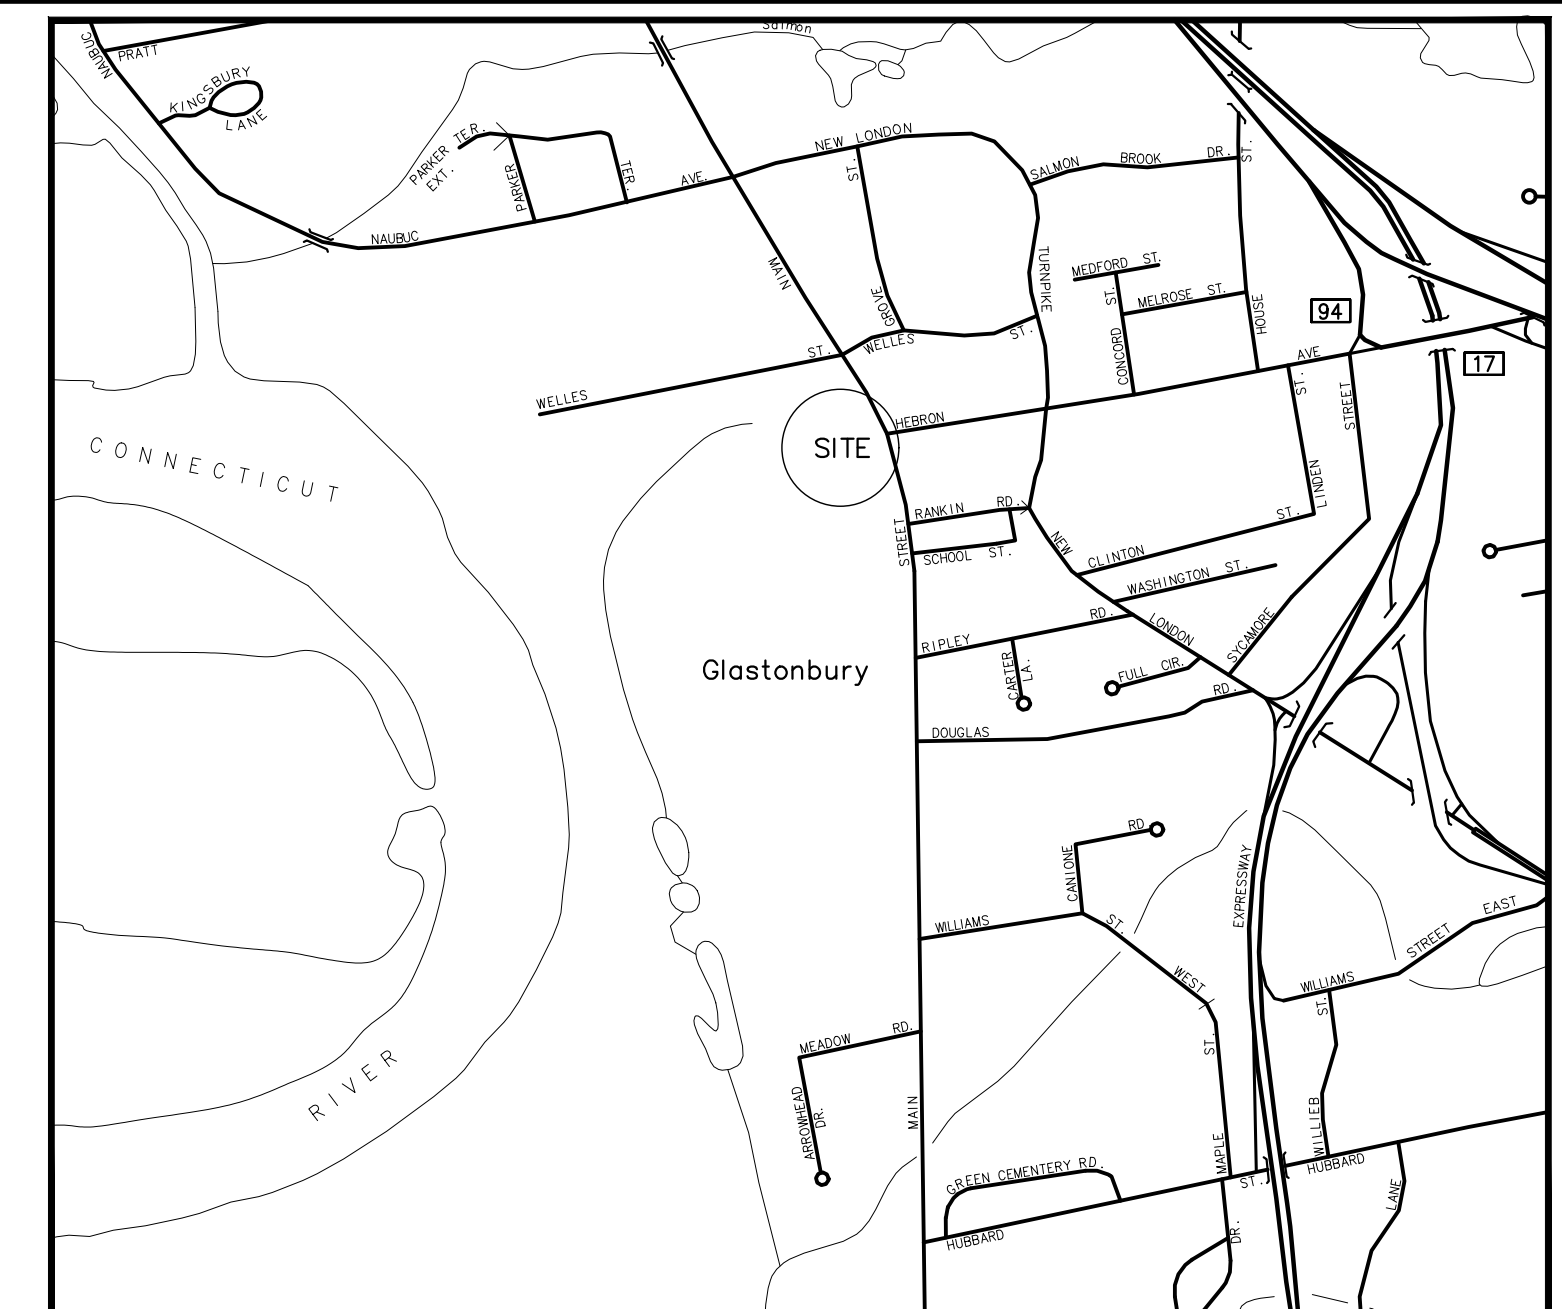 Salmon
NAUBUC
PRATT
KINGSBURY
LANE
PARKER TER.
EXT.
PARKER
TER.
NAUBUC
AVE.
NEW LONDON
ST.
SALMON BROOK DR.
ST.
MAIN
GROVE
TURNPIKE
MEDFORD ST.
ST.
MELROSE ST.
HOUSE
94
17
ST.
WELLES
ST.
WELLES
CONCORD
AVE
ST.
STREET
HEBRON
SITE
CONNECTICUT
LINDEN
ST.
RANKIN RD.
STREET
SCHOOL ST.
NEW
CLINTON
WASHINGTON ST.
RD.
LONDON
SYCAMORE
RIPLEY
CARTER
LA.
FULL CIR.
RD.
Glastonbury
DOUGLAS
RD
CANIONE
EXPRESSWAY
WILLIAMS
ST.
WEST
EAST
STREET
WILLIAMS
ST.
MEADOW RD.
ST.
RIVER
ARROWHEAD
DR.
MAIN
MAPLE
WILLIEB
GREEN CEMENTERY RD.
ST.
HUBBARD
LANE
HUBBARD
DR.